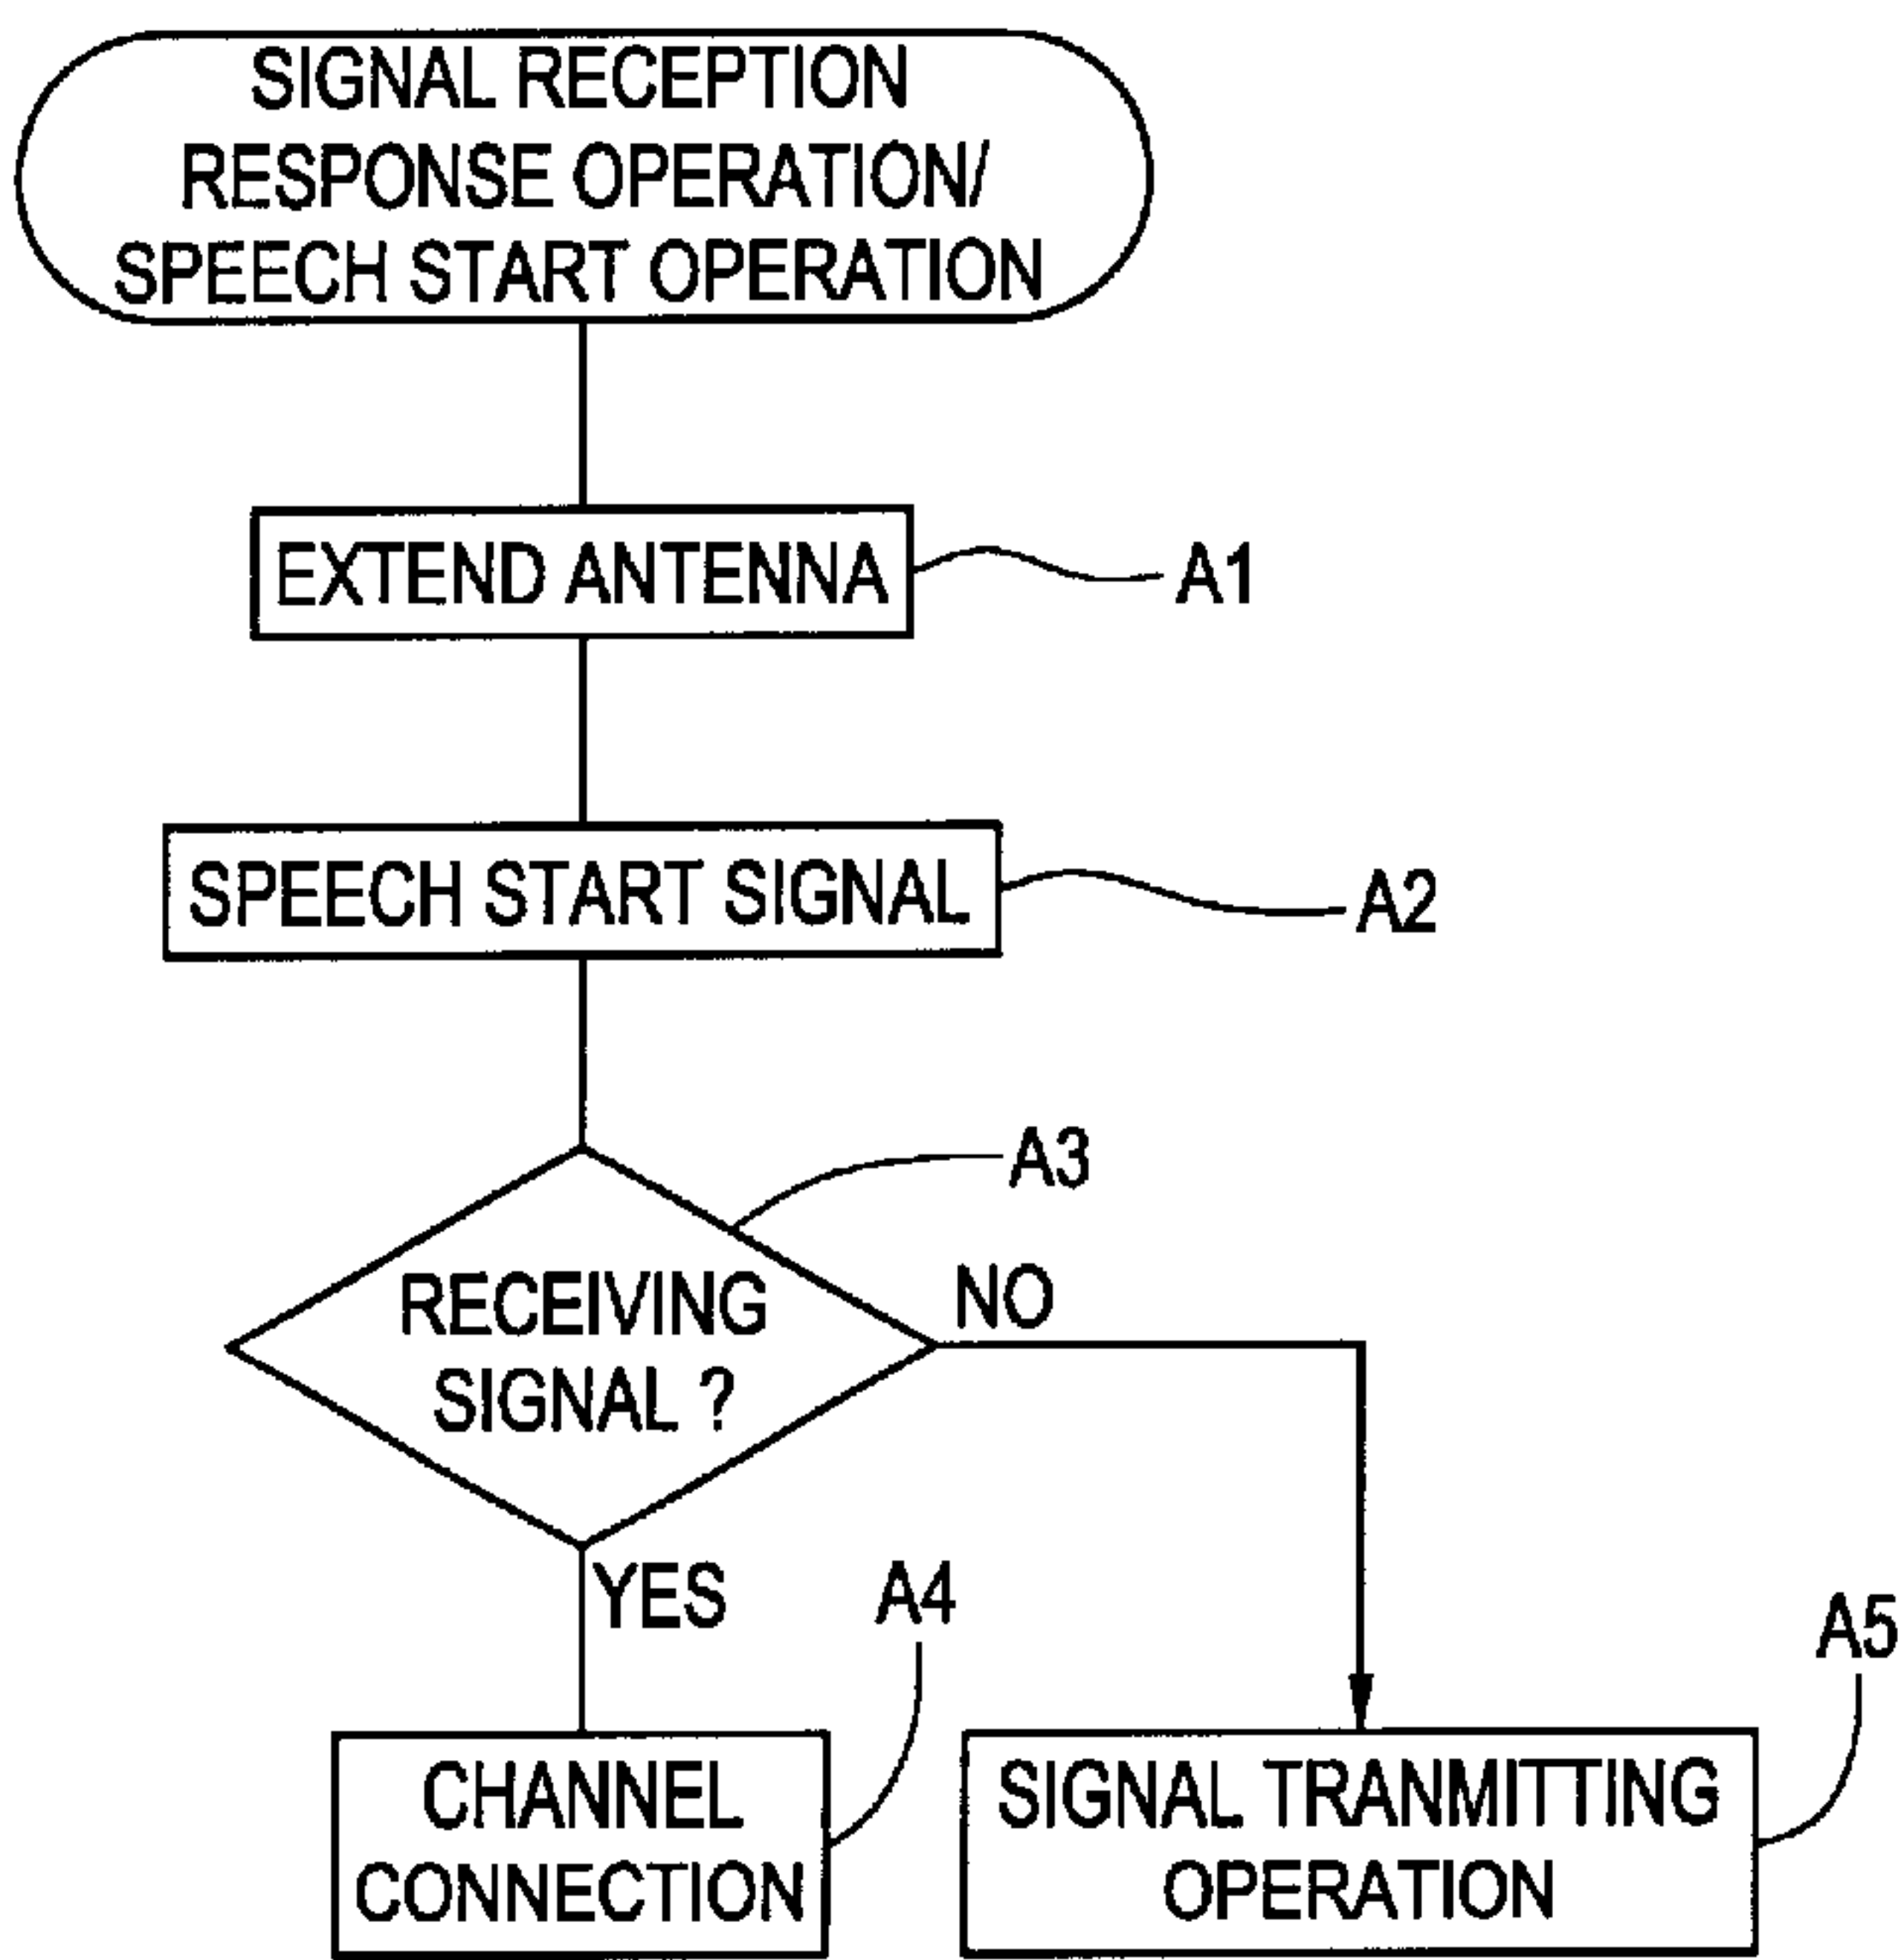 SIGNAL RECEPTION
RESPONSE OPERATION/
SPEECH START OPERATION
EXTEND ANTENNA
A1
SPEECH START SIGNAL
A2
A3
RECEIVING
SIGNAL ?
NO
YES
A4
A5
CHANNEL
CONNECTION
SIGNAL TRANMITTING
OPERATION